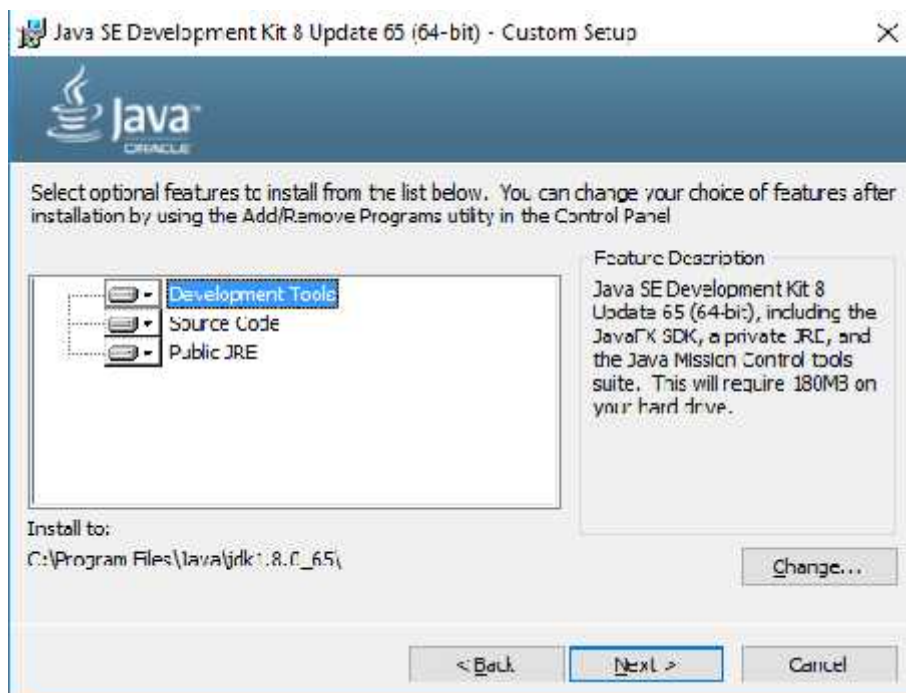 Java SE Development Kit 8 Update 65 (64-bit) - Custom Setup
Java™
ORACLE
Select optional features to install from the list below. You can change your choice of features after
installation by using the Add/Remove Programs utility in the Control Panel
Development Tools
Source Code
Public JRE
Feature Description
Java SE Development Kit 8
Update 65 (64-bit), including the
JavaFX SDK, a private JRE, and
the Java Mission Control tools
suite. This will require 180MB on
your hard drive.
Install to:
C:\Program Files\Java\jdk1.8.0_65\
Change...
< Back
Next >
Cancel